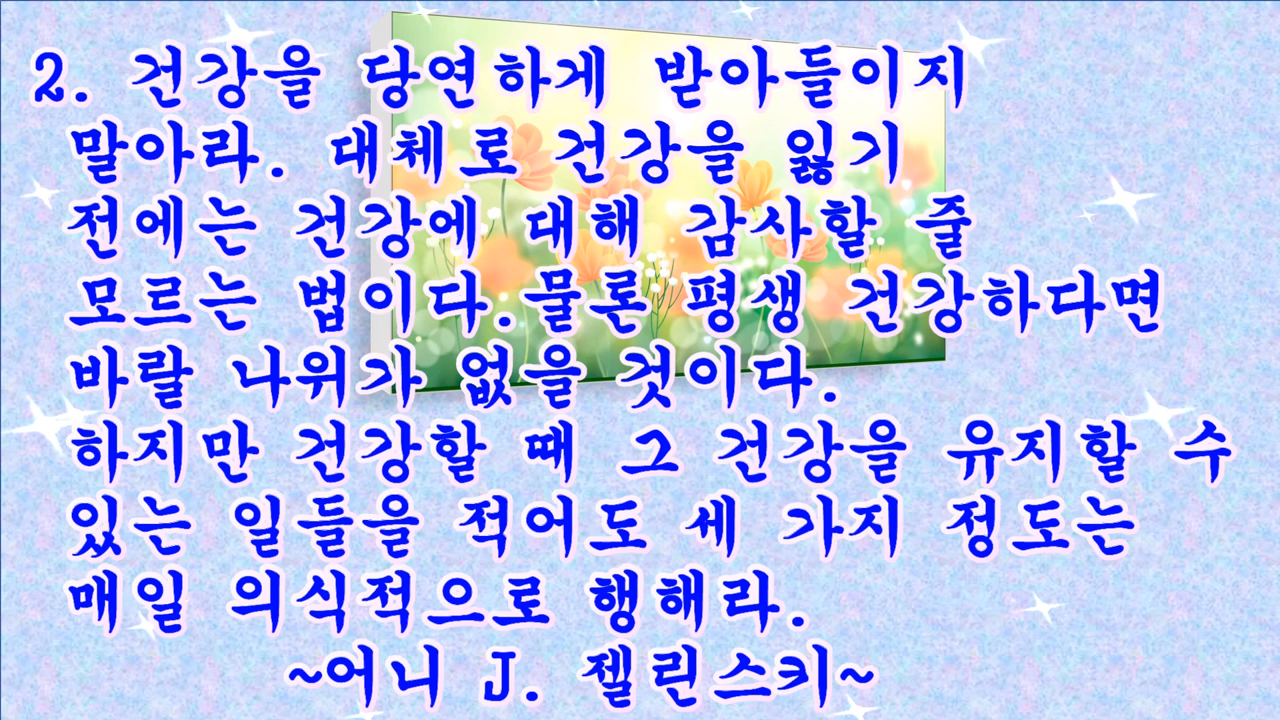 2. 건강을 당연하게 받아들이지
말아라. 대체로 건강을 잃기
전에는 건강에 대해 감사할 줄
모르는 법이다.물론 평생 건강하다면
바랄 나위가 없을 것이다.
하지만 건강할 때 그 건강을 유지할 수
있는 일들을 적어도 세 가지 정도는
매일 의식적으로 행해라.
~어니 J. 젤린스키~